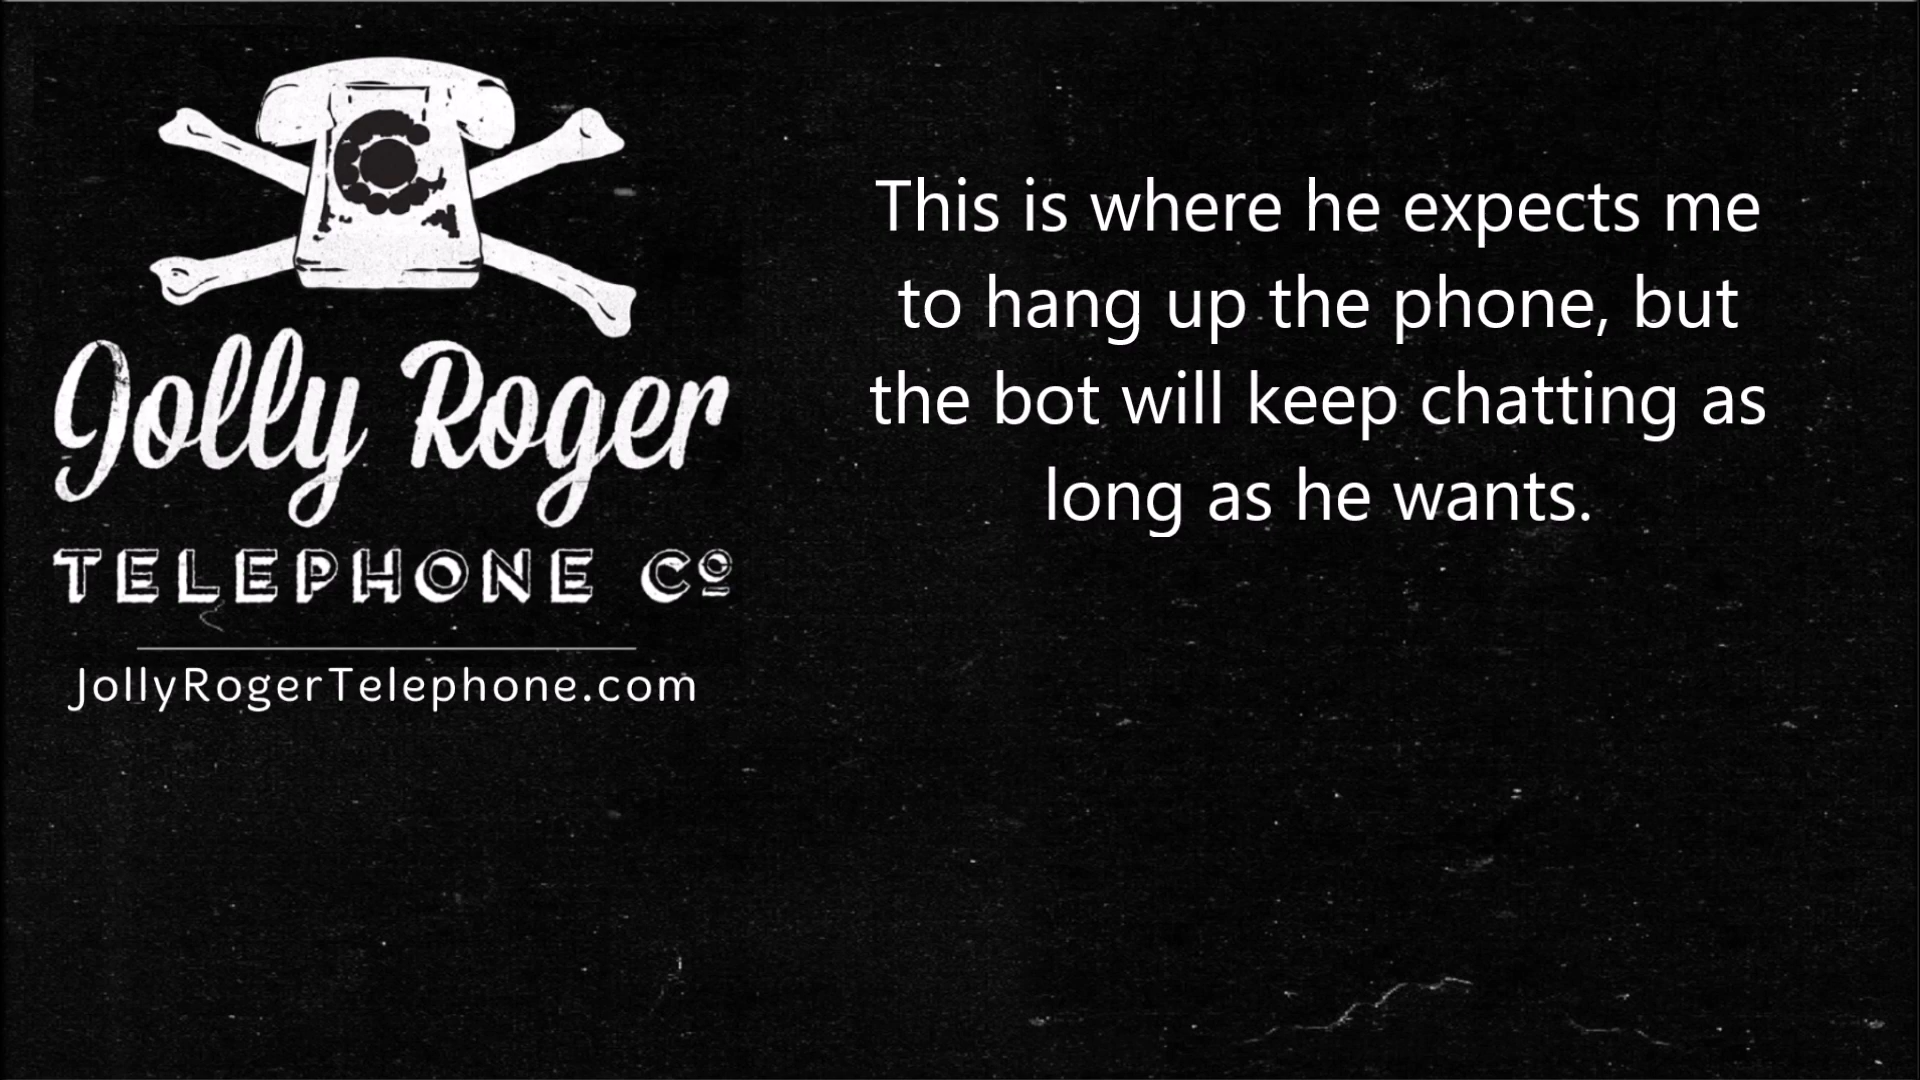 Jolly Roger
TELEPHONE Cº
JollyRogerTelephone.com
This is where he expects me
to hang up the phone, but
the bot will keep chatting as
long as he wants.